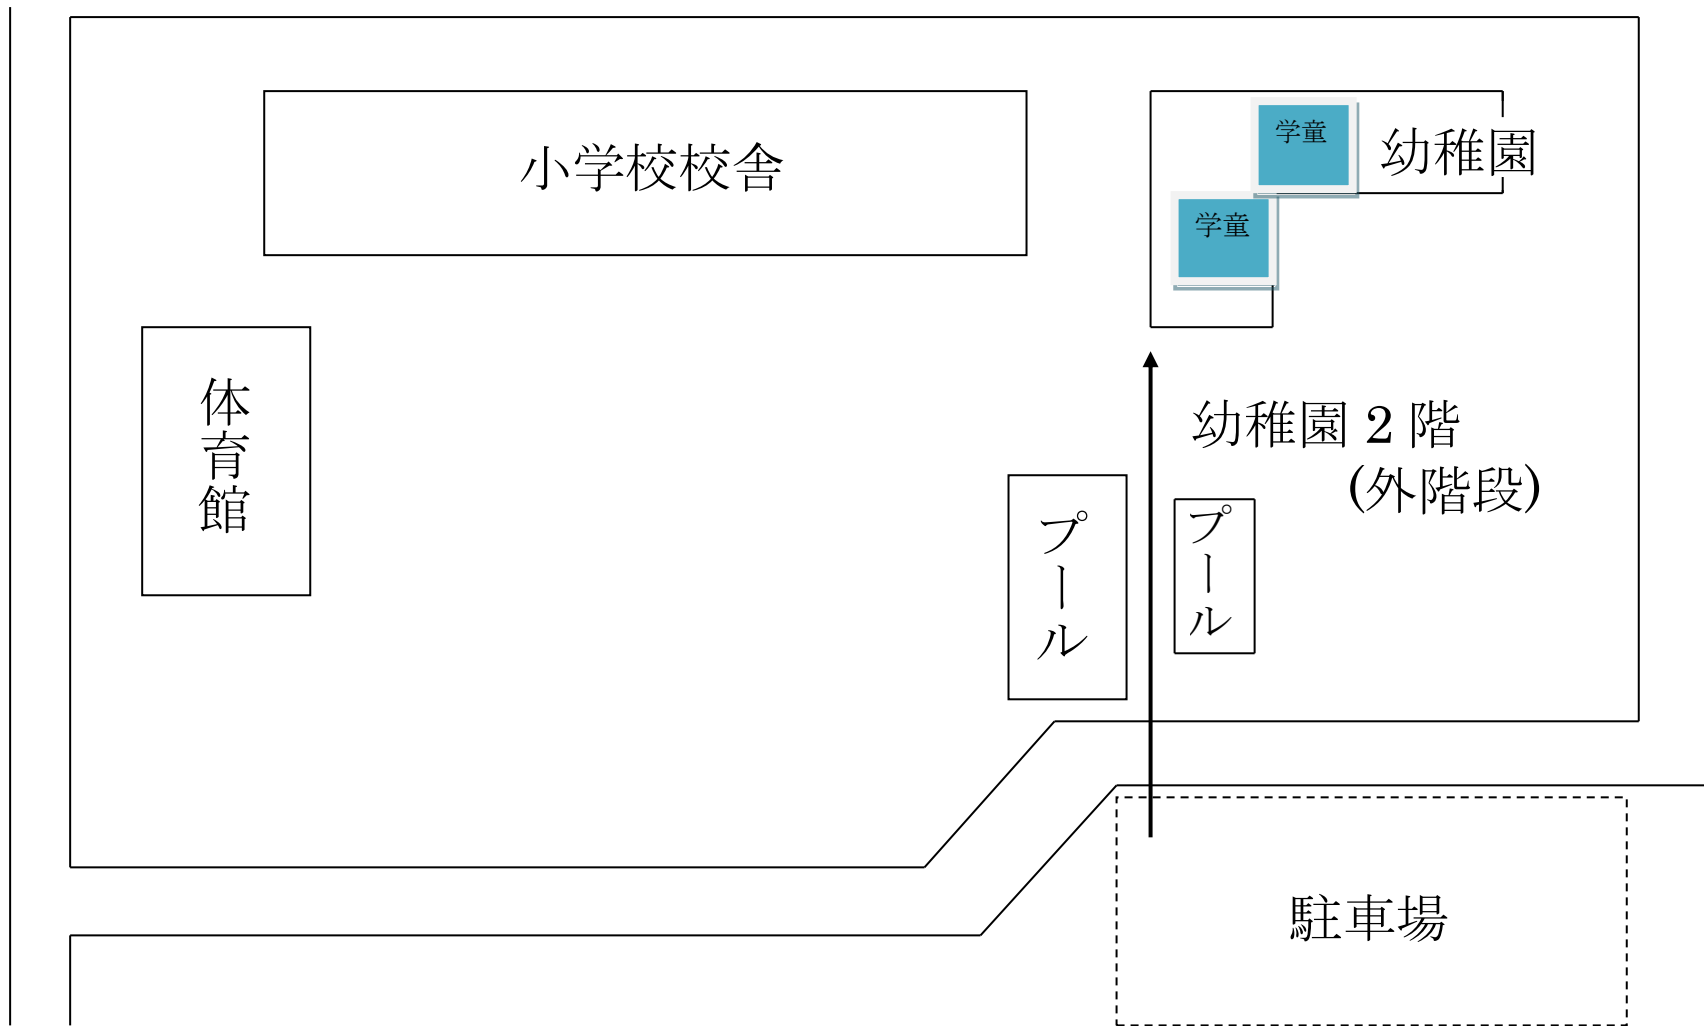 小学校校舎
学童
幼稚園
学童
体育館
幼稚園２階
(外階段)
プール
プール
駐車場